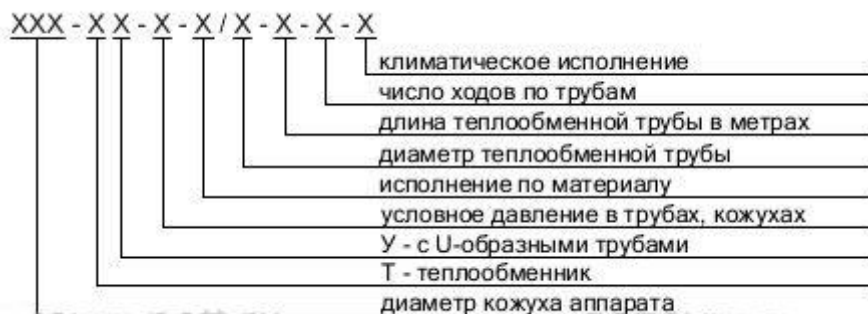 XXX - X X - X - X / X - X - X - X
климатическое исполнение
число ходов по трубам
длина теплообменной трубы в метрах
диаметр теплообменной трубы
исполнение по материалу
условное давление в трубах, кожухах
У - с U-образными трубами
Т - теплообменник
диаметр кожуха аппарата